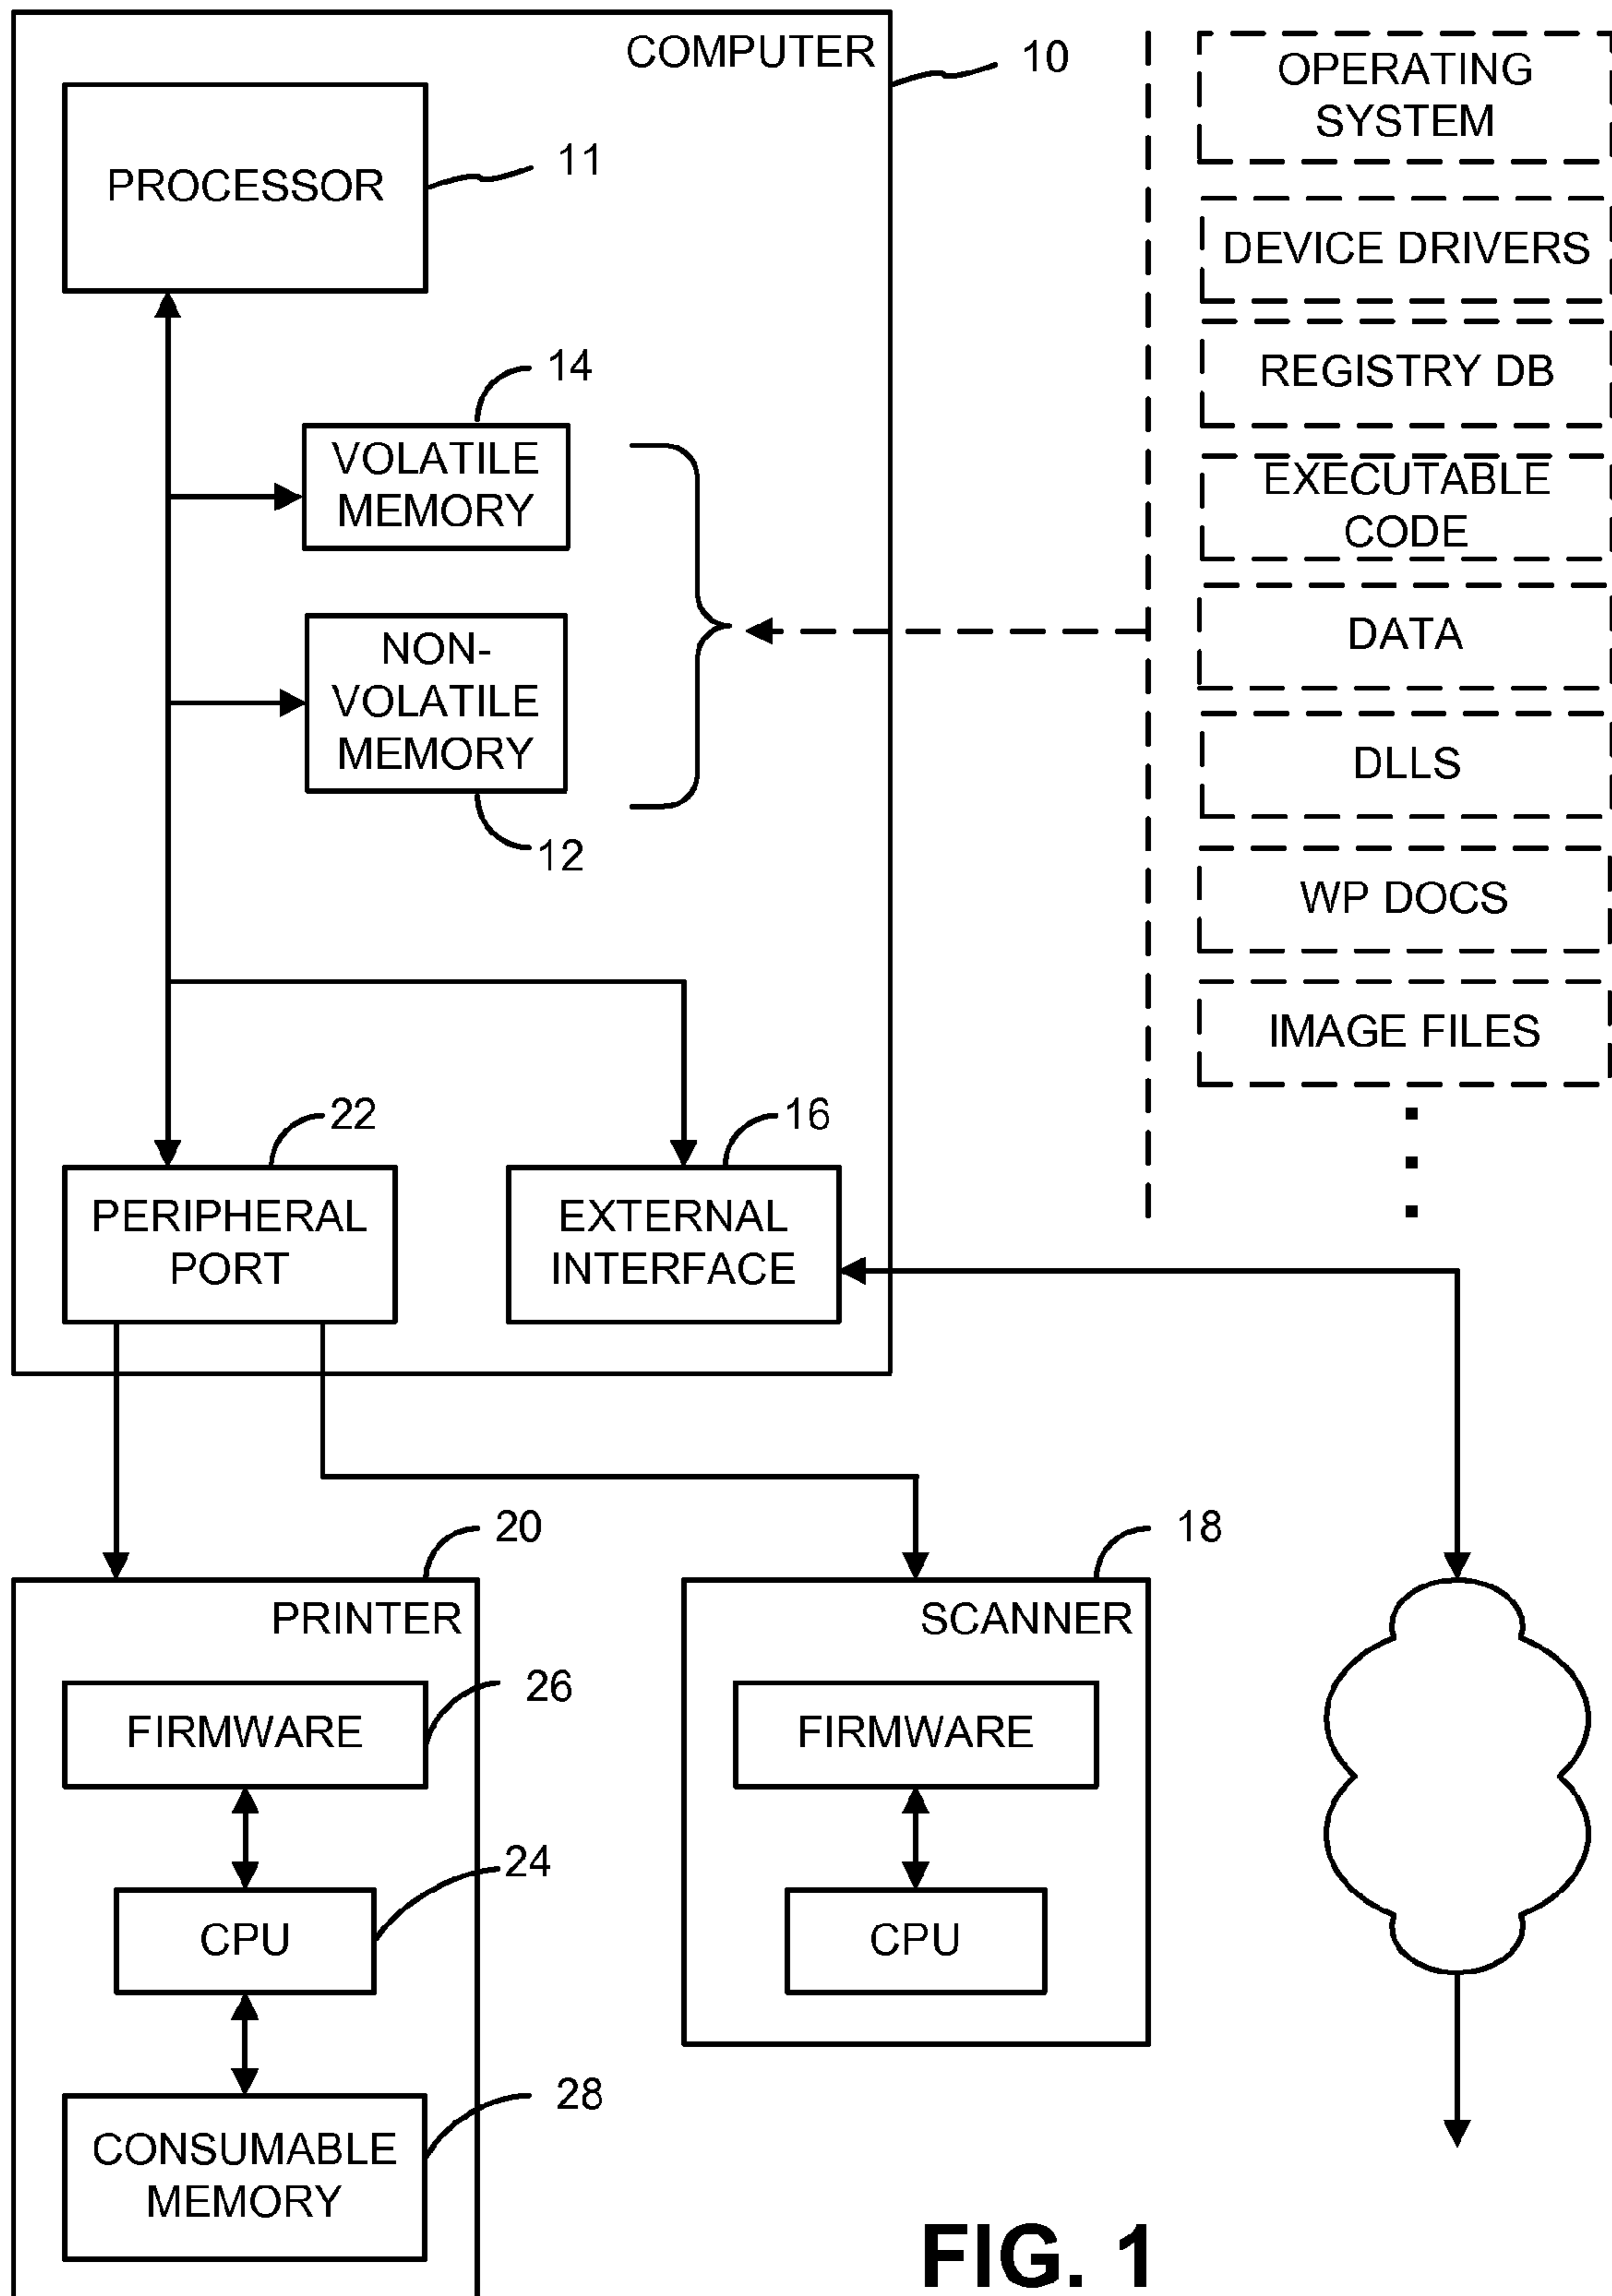 COMPUTER
10
PROCESSOR
11
14
VOLATILE
MEMORY
NON-
VOLATILE
MEMORY
12
22
PERIPHERAL
PORT
16
EXTERNAL
INTERFACE
OPERATING
SYSTEM
DEVICE DRIVERS
REGISTRY DB
EXECUTABLE
CODE
DATA
DLLS
WP DOCS
IMAGE FILES
20
PRINTER
FIRMWARE
26
CPU
24
CONSUMABLE
MEMORY
28
18
SCANNER
FIRMWARE
CPU
FIG. 1